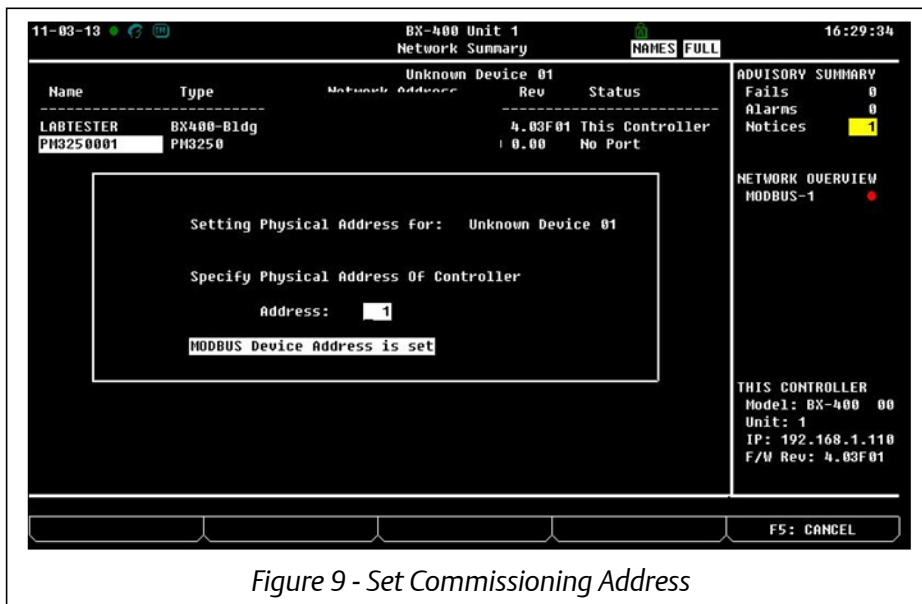 11-03-13 BX-400 Unit 1 16:29:34
Network Summary NAMES FULL
Unknown Device 01
Name Type Network Address Rev Status
LABTESTER BX400-Bldg 4.03F01 This Controller
PM3250001 PM3250 0.00 No Port
Setting Physical Address for: Unknown Device 01
Specify Physical Address Of Controller
Address: _1
MODBUS Device Address is set
ADVISORY SUMMARY
Fails 0
Alarms 0
Notices 1
NETWORK OVERVIEW
MODBUS-1
THIS CONTROLLER
Model: BX-400 00
Unit: 1
IP: 192.168.1.110
F/W Rev: 4.03F01
F5: CANCEL
Figure 9 - Set Commissioning Address